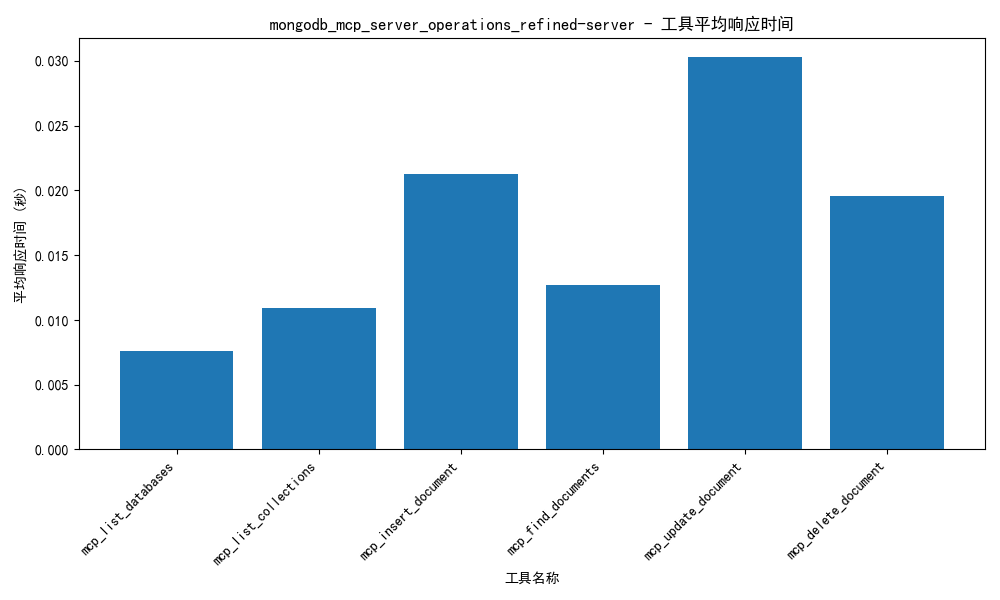 mongodb_mcp_server_operations_refined-server - 工具平均响应时间
平均响应时间 (秒)
0.030
0.025
0.020
0.015
0.010
0.005
0.000
mcp_list_databases
mcp_list_collections
mcp_insert_document
mcp_find_documents
mcp_update_document
mcp_delete_document
工具名称